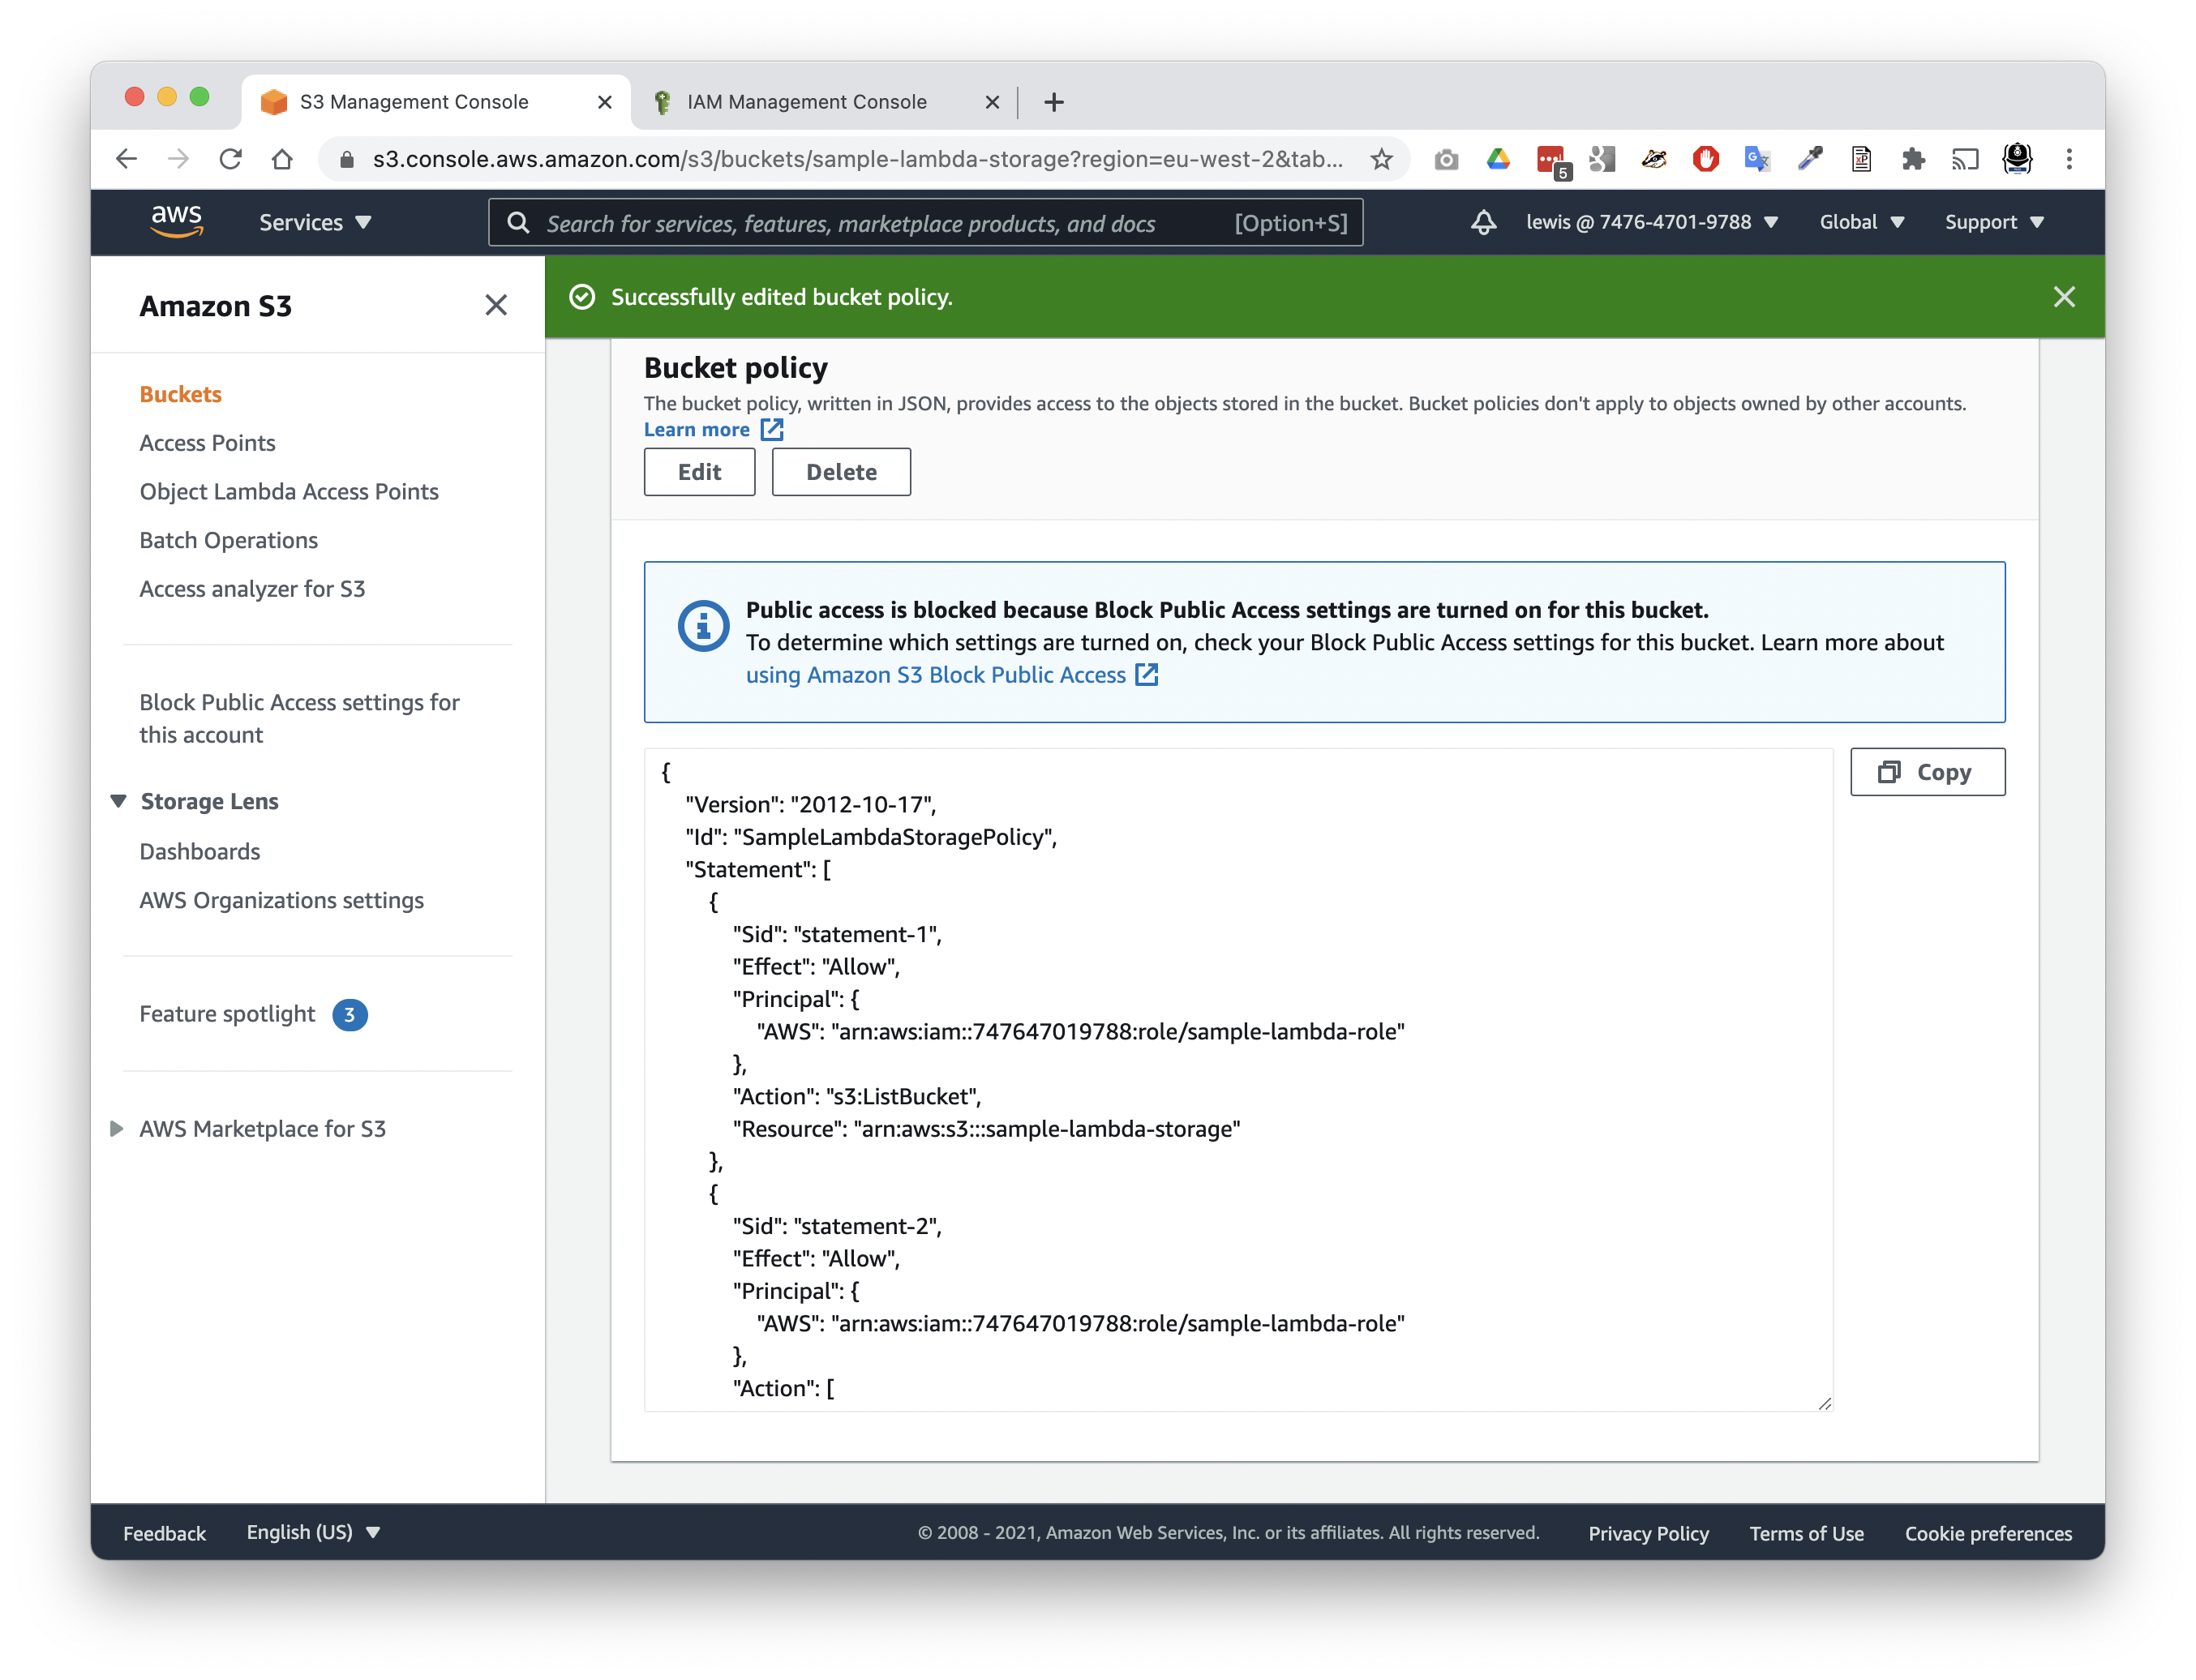 S3 Management Console
IAM Management Console
s3.console.aws.amazon.com/s3/buckets/sample-lambda-storage?region=eu-west-2&tab...
5
aws
Services
Search for services, features, marketplace products, and docs
[Option+S]
lewis @ 7476-4701-9788
Global
Support
Amazon S3
Buckets
Access Points
Object Lambda Access Points
Batch Operations
Access analyzer for S3
Block Public Access settings for
this account
Storage Lens
Dashboards
AWS Organizations settings
Feature spotlight 3
AWS Marketplace for S3
Successfully edited bucket policy.
Bucket policy
The bucket policy, written in JSON, provides access to the objects stored in the bucket. Bucket policies don't apply to objects owned by other accounts.
Learn more
Edit
Delete
Public access is blocked because Block Public Access settings are turned on for this bucket.
To determine which settings are turned on, check your Block Public Access settings for this bucket. Learn more about
using Amazon S3 Block Public Access
Copy
{
"Version": "2012-10-17",
"Id": "SampleLambdaStoragePolicy",
"Statement": [
{
"Sid": "statement-1",
"Effect": "Allow",
"Principal": {
"AWS": "arn:aws:iam::747647019788:role/sample-lambda-role"
},
"Action": "s3:ListBucket",
"Resource": "arn:aws:s3:::sample-lambda-storage"
},
{
"Sid": "statement-2",
"Effect": "Allow",
"Principal": {
"AWS": "arn:aws:iam::747647019788:role/sample-lambda-role"
},
"Action": [
Feedback
English (US)
© 2008 - 2021, Amazon Web Services, Inc. or its affiliates. All rights reserved.
Privacy Policy
Terms of Use
Cookie preferences